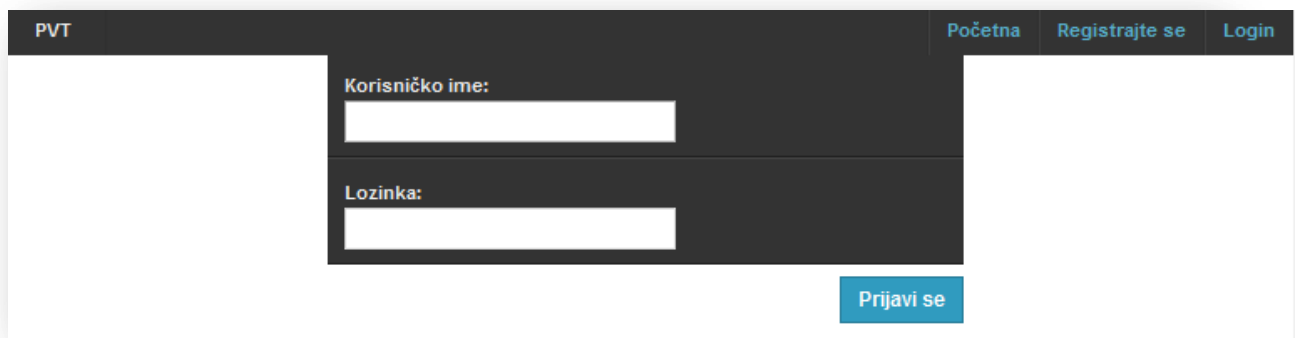 PVT Početna Registrajte se Login
Korisničko ime:
Lozinka:
Prijavi se